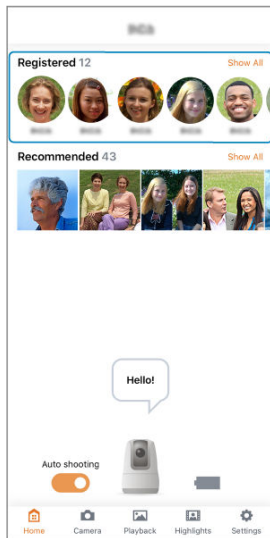 Registered 12 Show All
Recommended 43 Show All
Hello!
Auto shooting
Home Camera Playback Highlights Settings